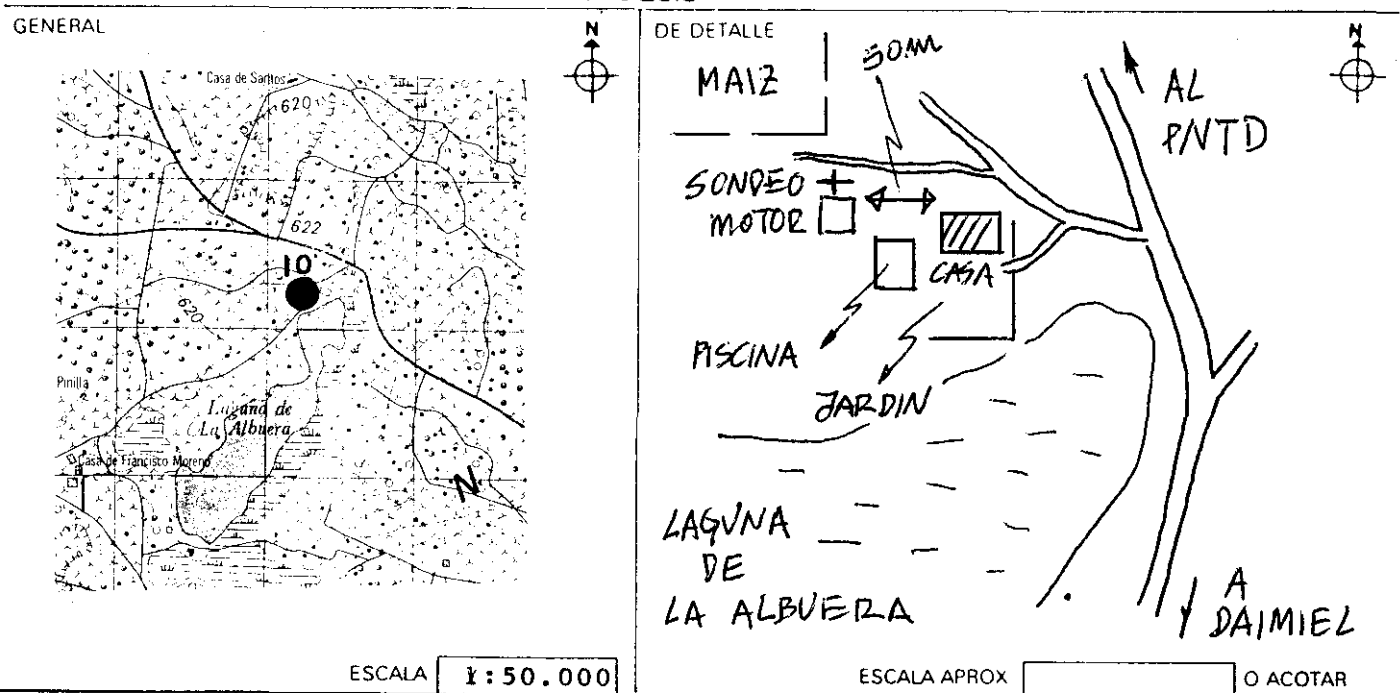 GENERAL
N
Casa de Santos
620
622
10
620
Pinilla
Laguna de
La Albuera
Casa de Francisco Moreno
N
ESCALA 1:50.000
DE DETALLE
N
50M
MAIZ
AL
PNTD
SONDEO
MOTOR
CASA
PISCINA
JARDIN
LAGUNA
DE
LA ALBUERA
A
DAIMIEL
ESCALA APROX O ACOTAR